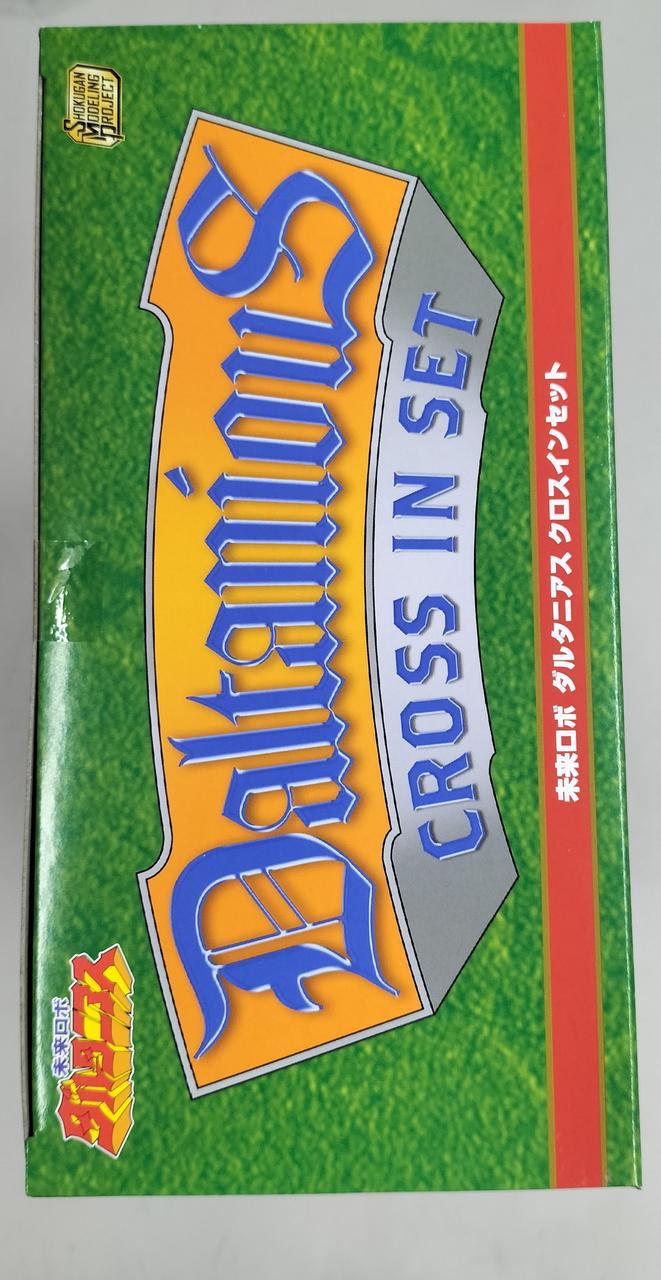 未来ロボ
ダルタニアス
SHOKUGAN
MODELING
PROJECT
Daltanious
CROSS IN SET
未来ロボ ダルタニアス クロスインセット